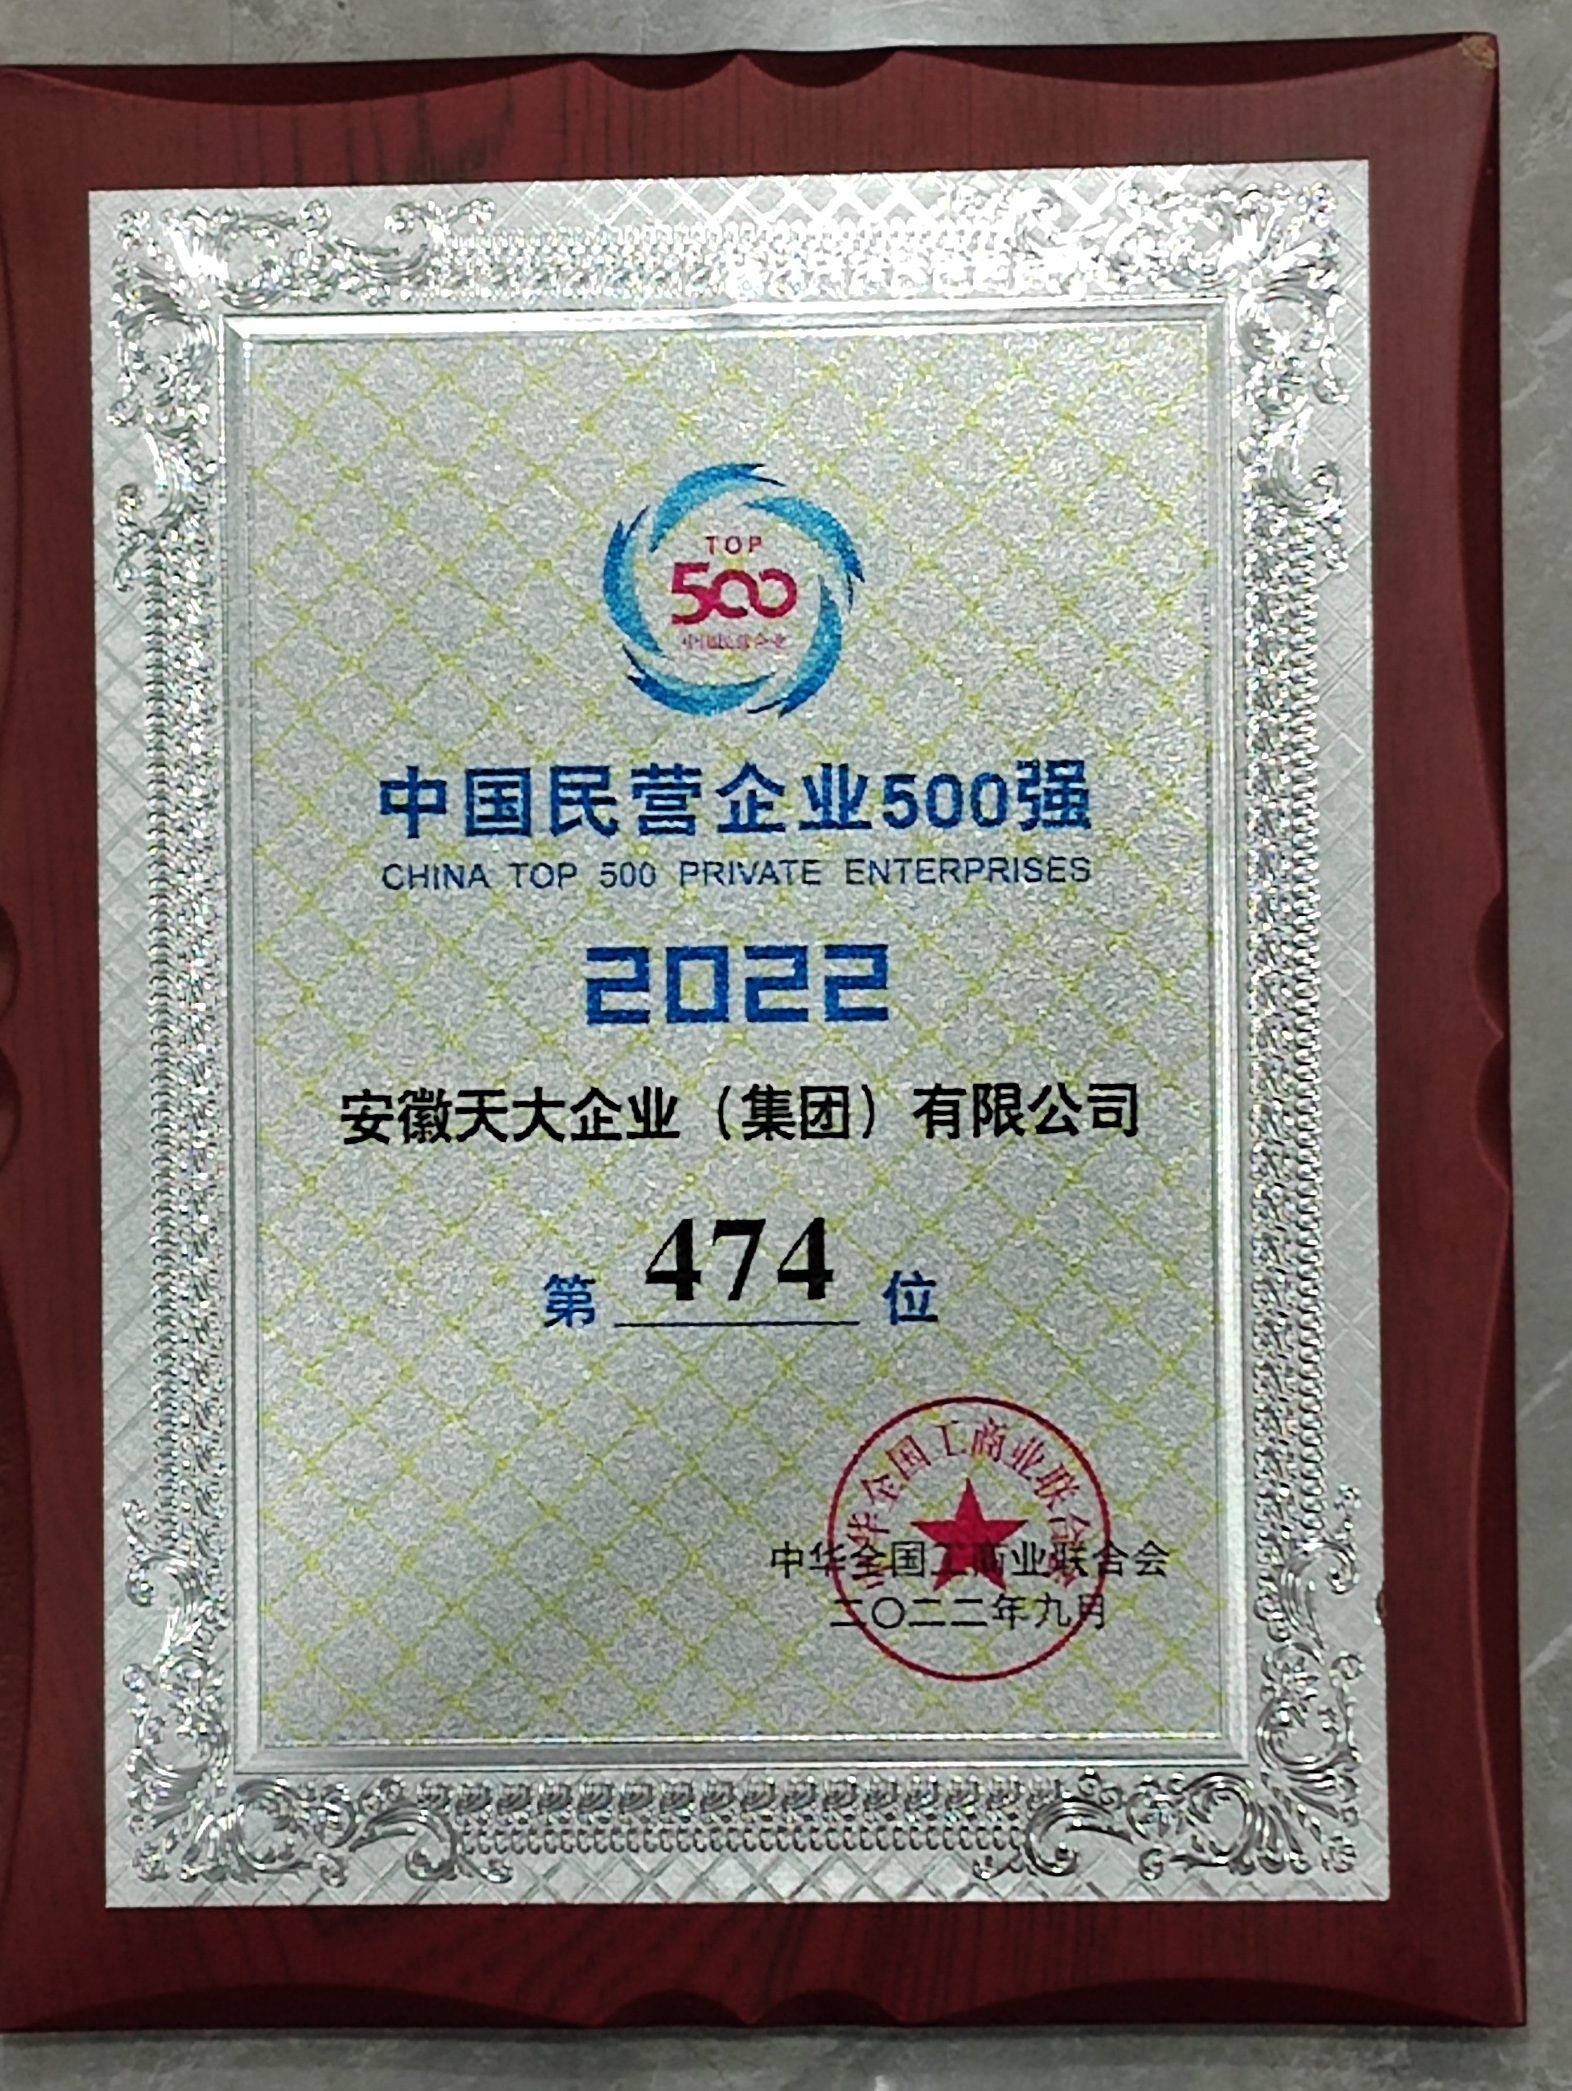 TOP
500
中国民营企业
中国民营企业500强
CHINA TOP 500 PRIVATE ENTERPRISES
2022
安徽天大企业（集团）有限公司
第 474 位
中华全国工商业联合会
中华全国工商业联合会
二〇二二年九月